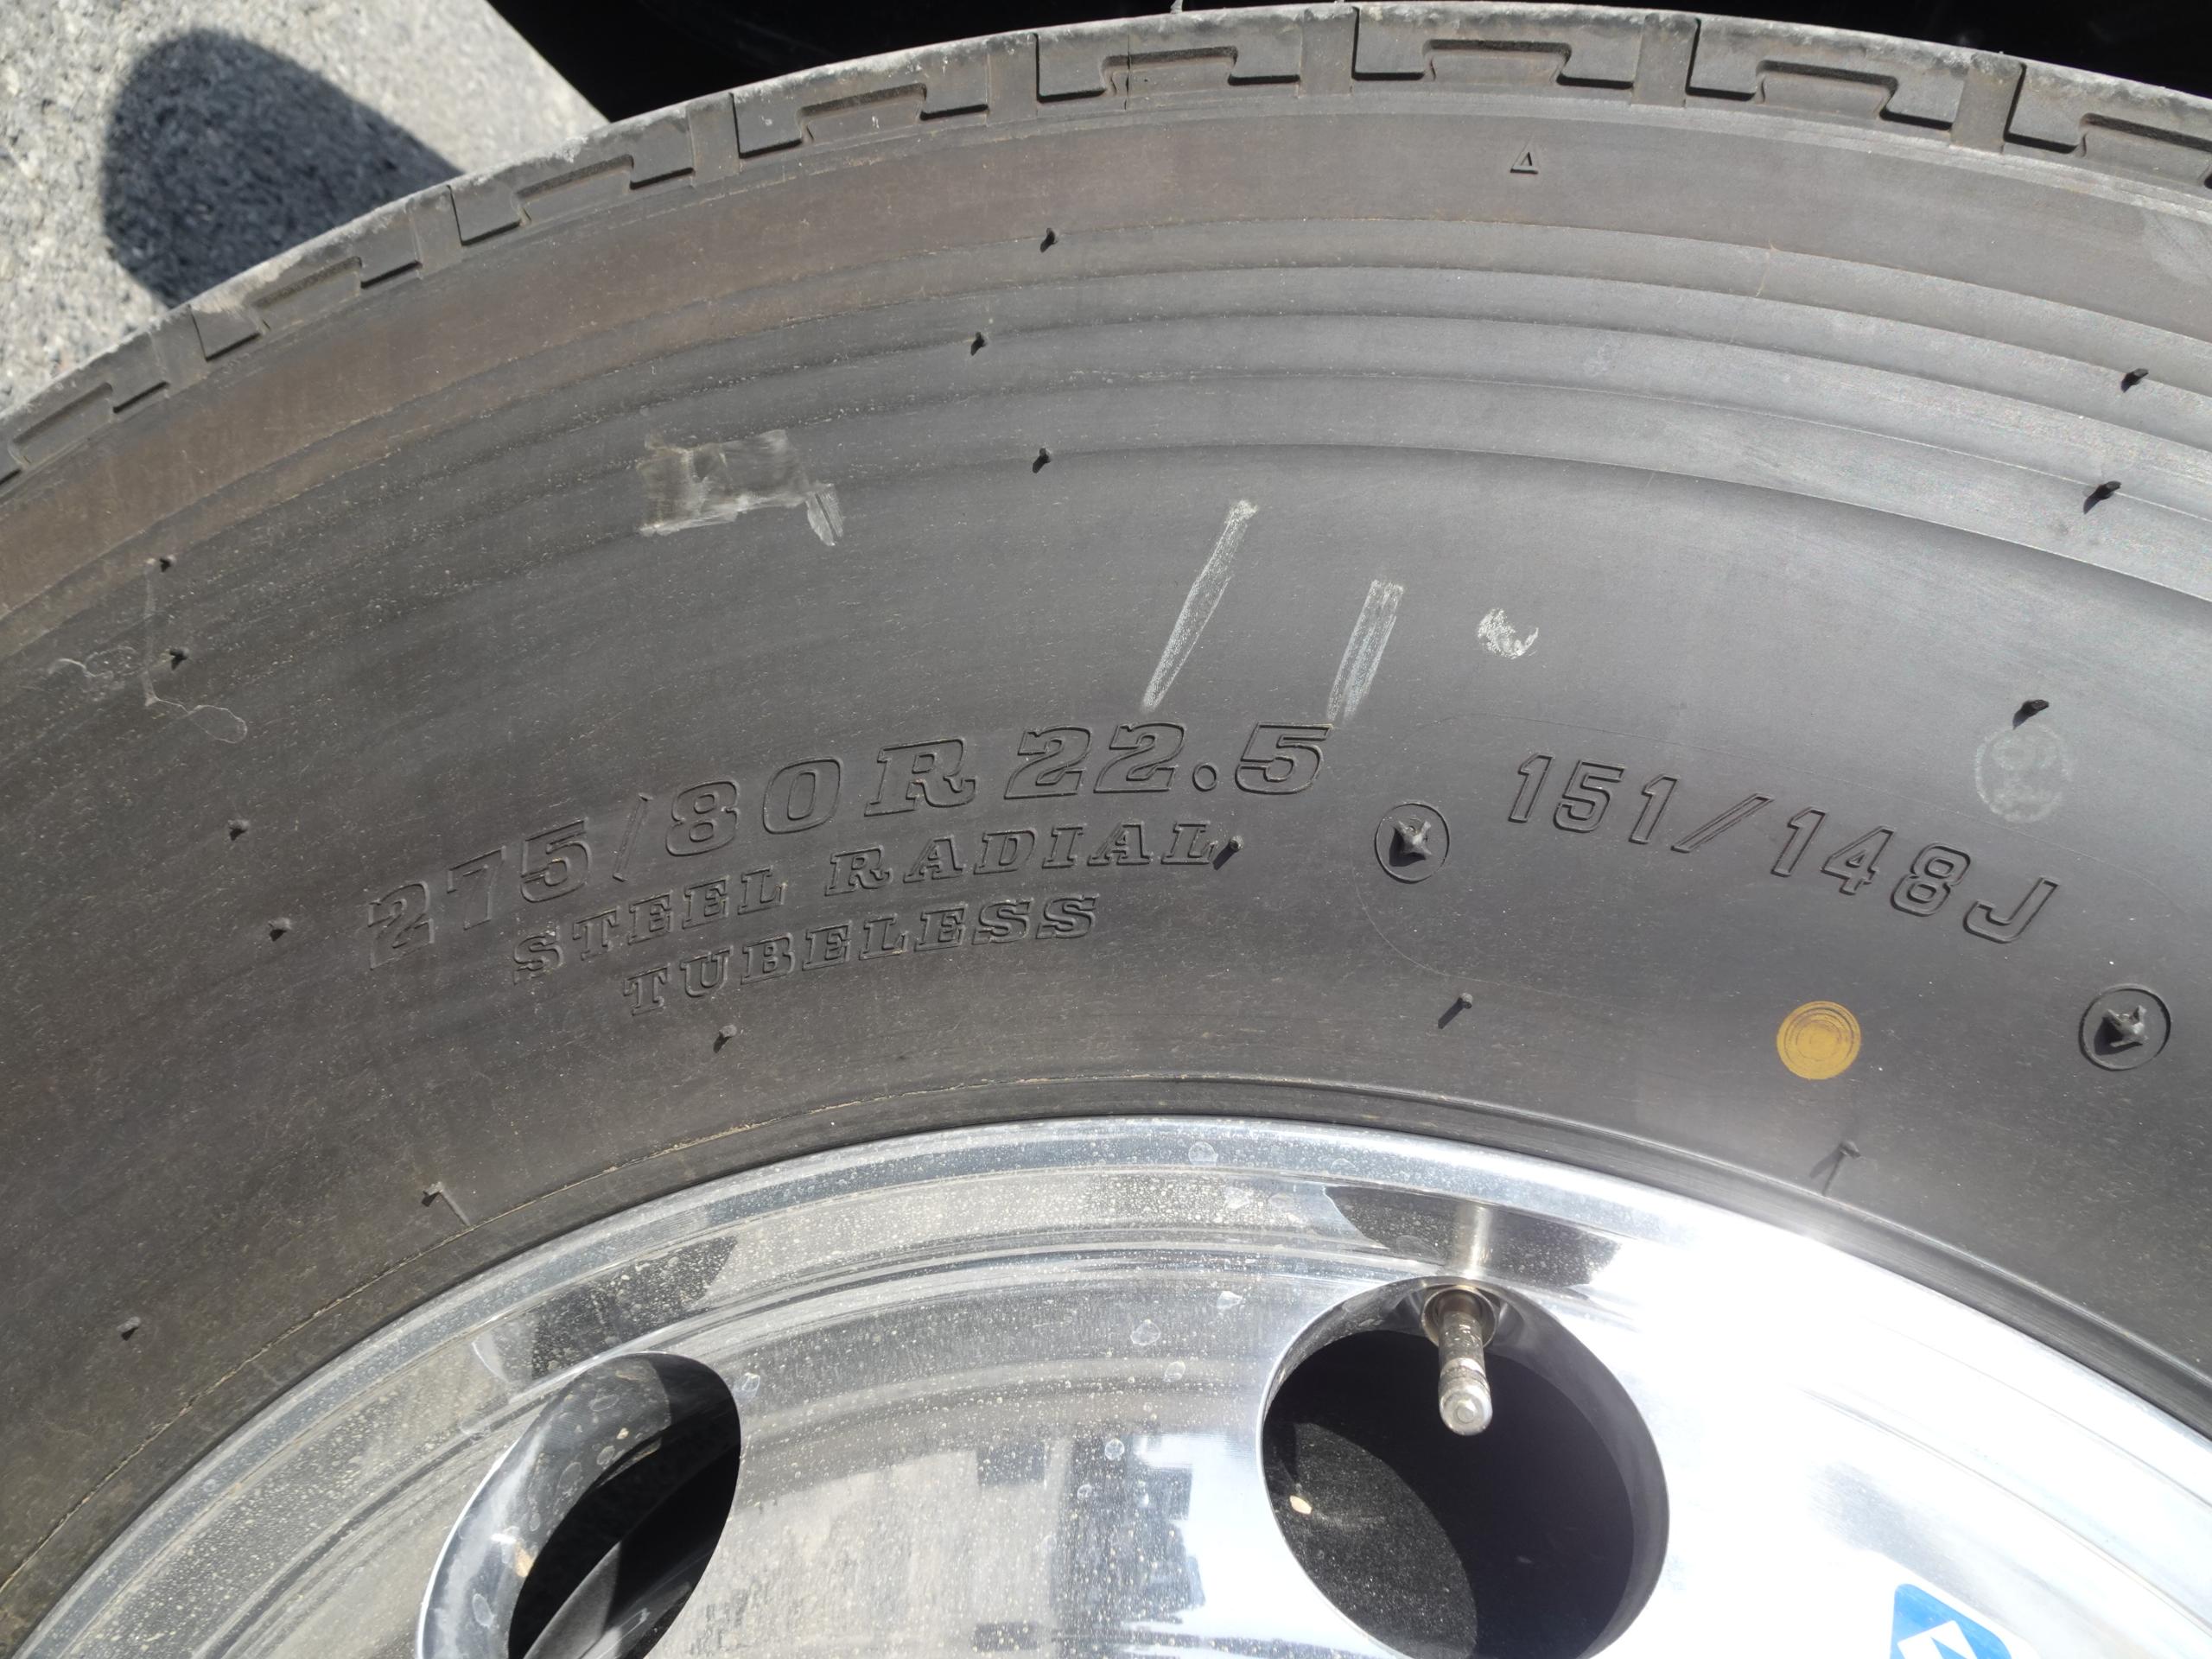 275/80R22.5
STEEL RADIAL
TUBELESS
151/148J